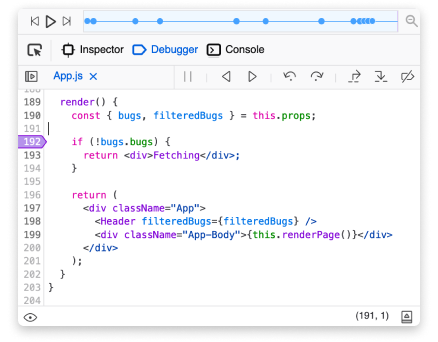 Inspector Debugger Console
App.js
189 render() {
190 const { bugs, filteredBugs } = this.props;
191
192 if (!bugs.bugs) {
193 return <div>Fetching</div>;
194 }
195
196 return (
197 <div className="App">
198 <Header filteredBugs={filteredBugs} />
199 <div className="App-Body">{this.renderPage()}</div>
200 </div>
201 );
202 }
203 }
204
(191, 1)